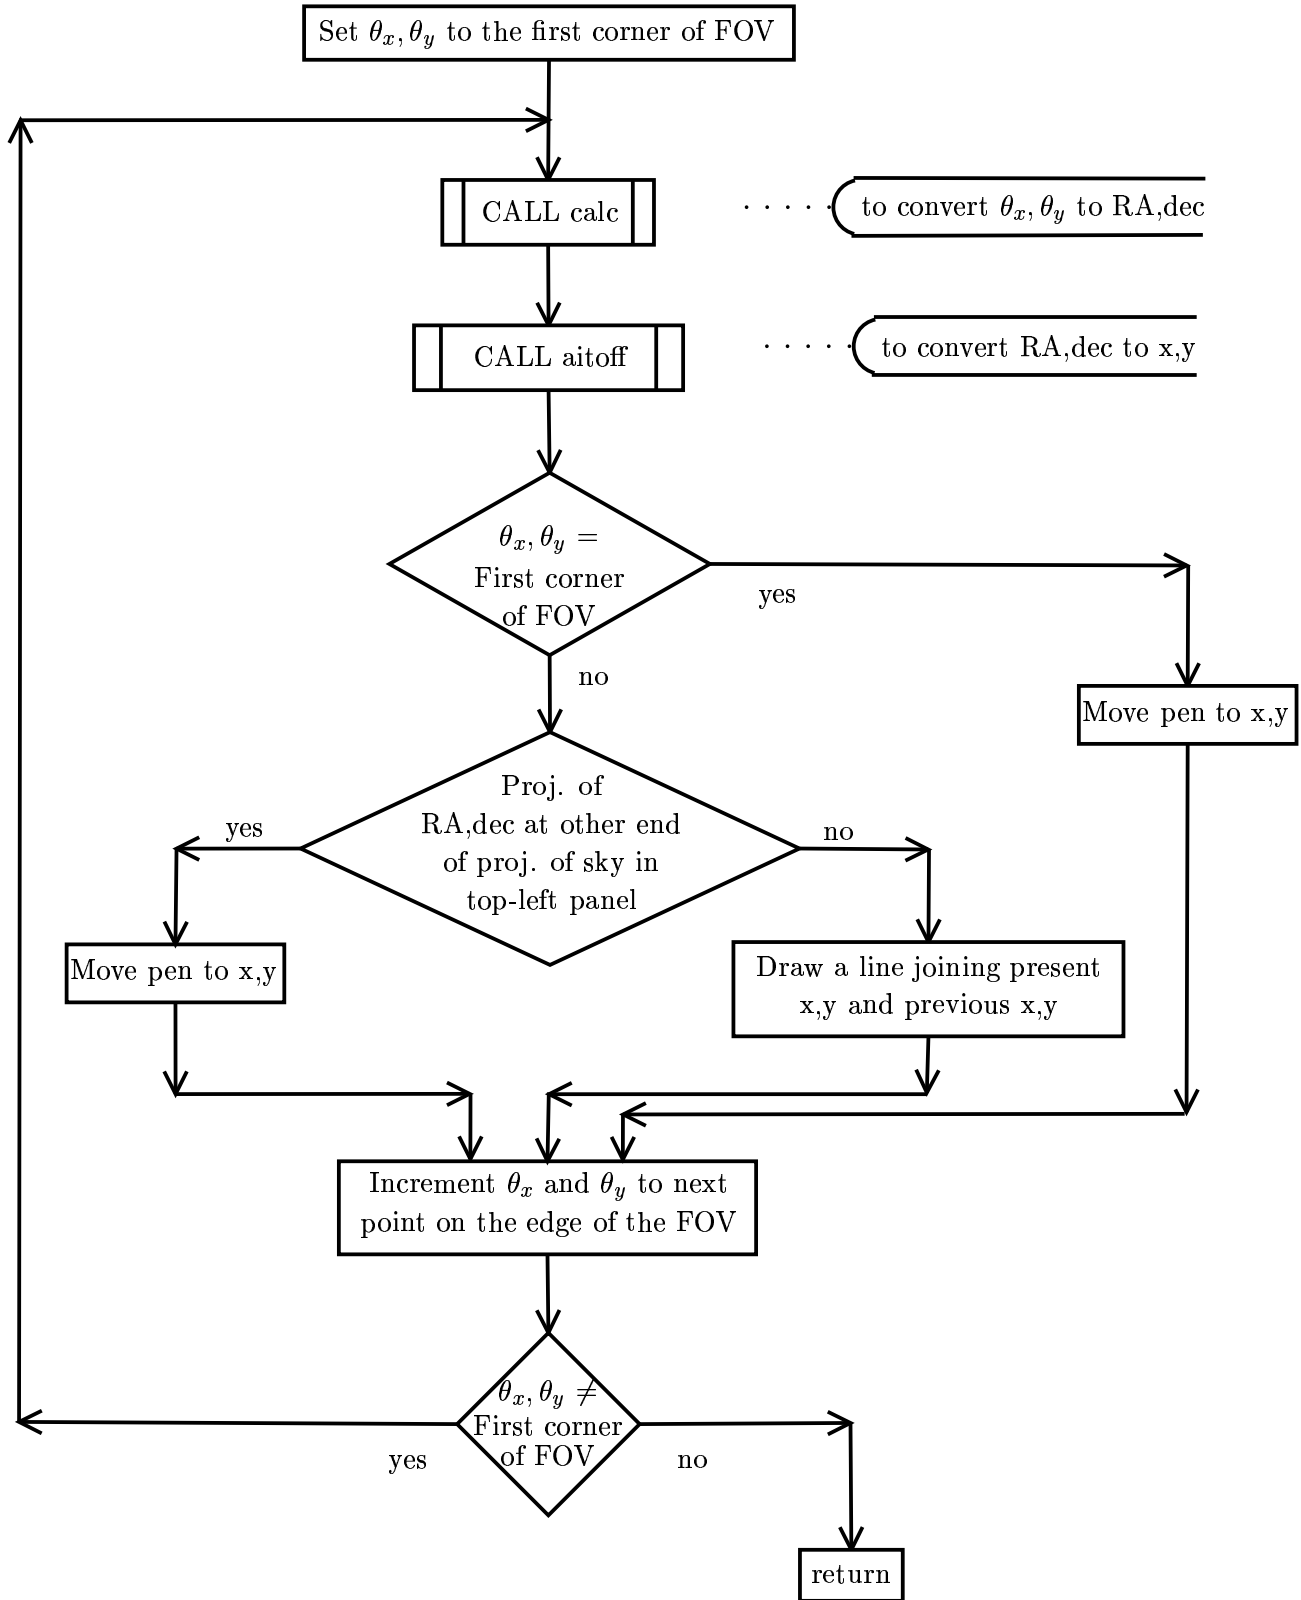 Set θx, θy to the first corner of FOV
CALL calc
to convert θx, θy to RA,dec
CALL aitoff
to convert RA,dec to x,y
θx, θy =
First corner
of FOV
yes
no
Move pen to x,y
Proj. of
RA,dec at other end
of proj. of sky in
top-left panel
yes
no
Move pen to x,y
Draw a line joining present
x,y and previous x,y
Increment θx and θy to next
point on the edge of the FOV
θx, θy ≠
First corner
of FOV
yes
no
return